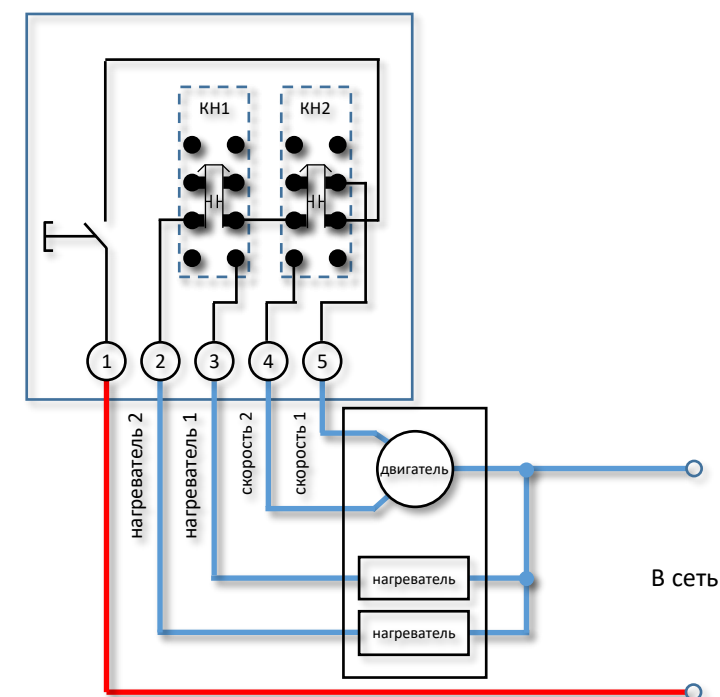 КН1
КН2
1
2
3
4
5
нагреватель 2
нагреватель 1
скорость 2
скорость 1
двигатель
нагреватель
нагреватель
В сеть